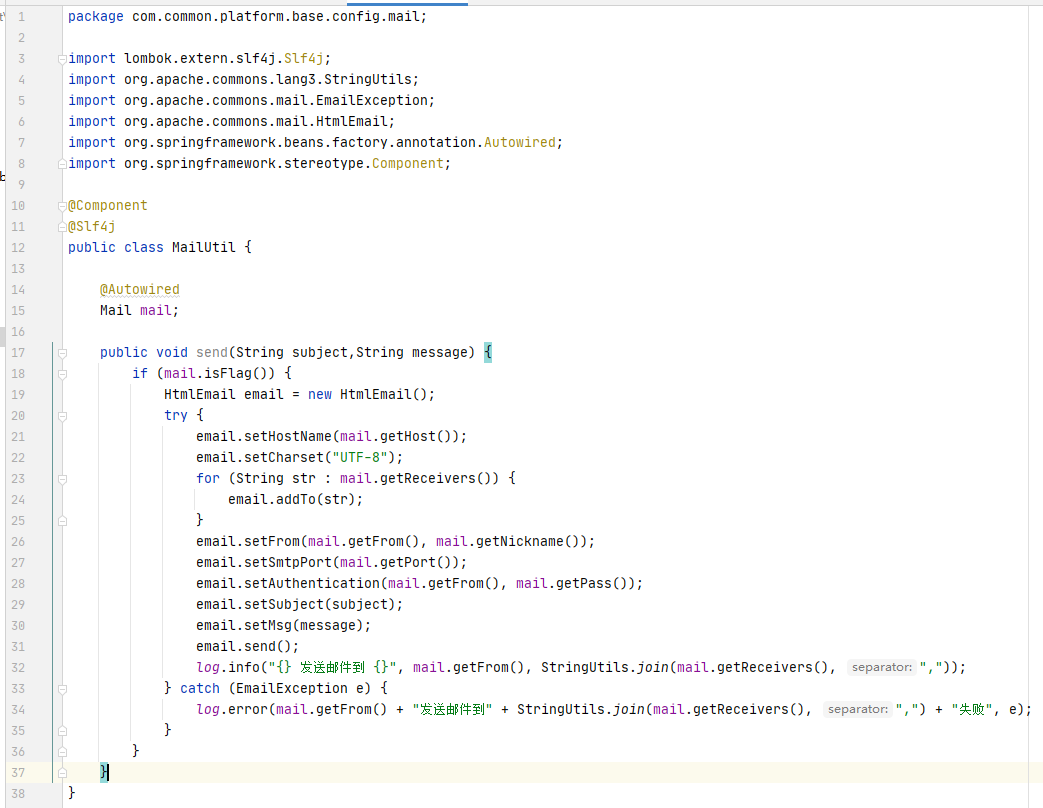 1 package com.common.platform.base.config.mail;
2
3 import lombok.extern.slf4j.Slf4j;
4 import org.apache.commons.lang3.StringUtils;
5 import org.apache.commons.mail.EmailException;
6 import org.apache.commons.mail.HtmlEmail;
7 import org.springframework.beans.factory.annotation.Autowired;
8 import org.springframework.stereotype.Component;
9
10 @Component
11 @Slf4j
12 public class MailUtil {
13
14     @Autowired
15     Mail mail;
16
17     public void send(String subject,String message) {
18         if (mail.isFlag()) {
19             HtmlEmail email = new HtmlEmail();
20             try {
21                 email.setHostName(mail.getHost());
22                 email.setCharset("UTF-8");
23                 for (String str : mail.getReceivers()) {
24                     email.addTo(str);
25                 }
26                 email.setFrom(mail.getFrom(), mail.getNickname());
27                 email.setSmtpPort(mail.getPort());
28                 email.setAuthentication(mail.getFrom(), mail.getPass());
29                 email.setSubject(subject);
30                 email.setMsg(message);
31                 email.send();
32                 log.info("{} 发送邮件到 {}", mail.getFrom(), StringUtils.join(mail.getReceivers(), separator: ","));
33             } catch (EmailException e) {
34                 log.error(mail.getFrom() + "发送邮件到" + StringUtils.join(mail.getReceivers(), separator: ",") + "失败", e);
35             }
36         }
37     }
38 }